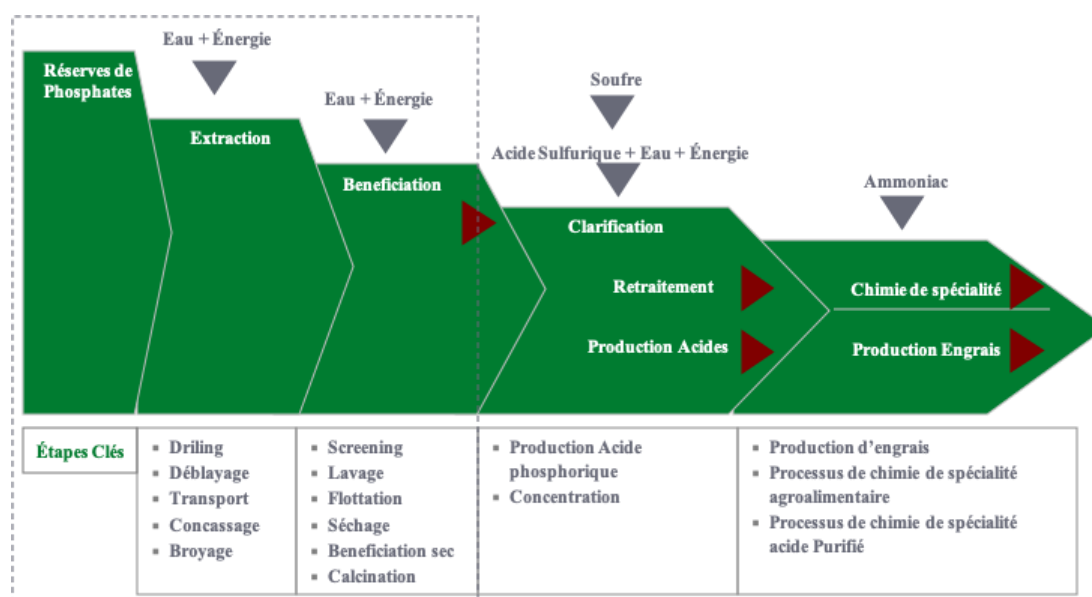 Eau + Énergie
Réserves de
Phosphates
Soufre
Eau + Énergie
Extraction
Acide Sulfurique + Eau + Énergie
Beneficiation
Ammoniac
Clarification
Retraitement
Chimie de spécialité
Production Acides
Production Engrais
Étapes Clés
▪ Driling
▪ Déblayage
▪ Transport
▪ Concassage
▪ Broyage
▪ Screening
▪ Lavage
▪ Flottation
▪ Séchage
▪ Beneficiation sec
▪ Calcination
▪ Production Acide
phosphorique
▪ Concentration
▪ Production d’engrais
▪ Processus de chimie de spécialité
agroalimentaire
▪ Processus de chimie de spécialité
acide Purifié